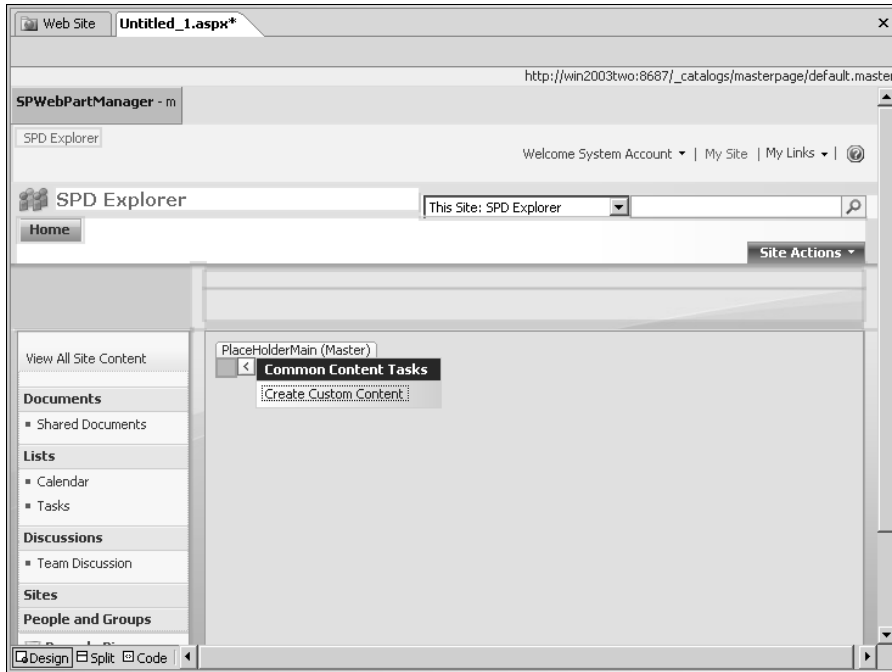 Web Site
Untitled_1.aspx*
http://win2003two:8687/_catalogs/masterpage/default.master
SPWebPartManager - m
SPD Explorer
Welcome System Account | My Site | My Links |
SPD Explorer
This Site: SPD Explorer
Home
Site Actions
View All Site Content
PlaceHolderMain (Master)
Common Content Tasks
Create Custom Content
Documents
Shared Documents
Lists
Calendar
Tasks
Discussions
Team Discussion
Sites
People and Groups
Design Split Code